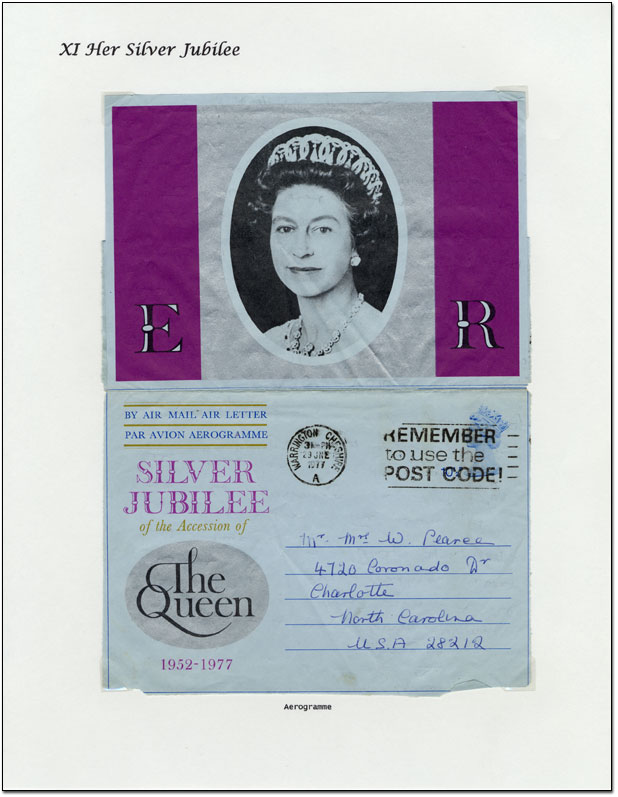 XI Her Silver Jubilee
E R
BY AIR MAIL AIR LETTER
PAR AVION AEROGRAMME
SILVER
JUBILEE
of the Accession of
The
Queen
1952-1977
WARRINGTON CHESHIRE
29 JNE
1977
A
REMEMBER
to use the
POST CODE!
Mr. Mrs W. Pearce
4720 Coronado Dr
Charlotte
North Carolina
U.S.A 28212
Aerogramme